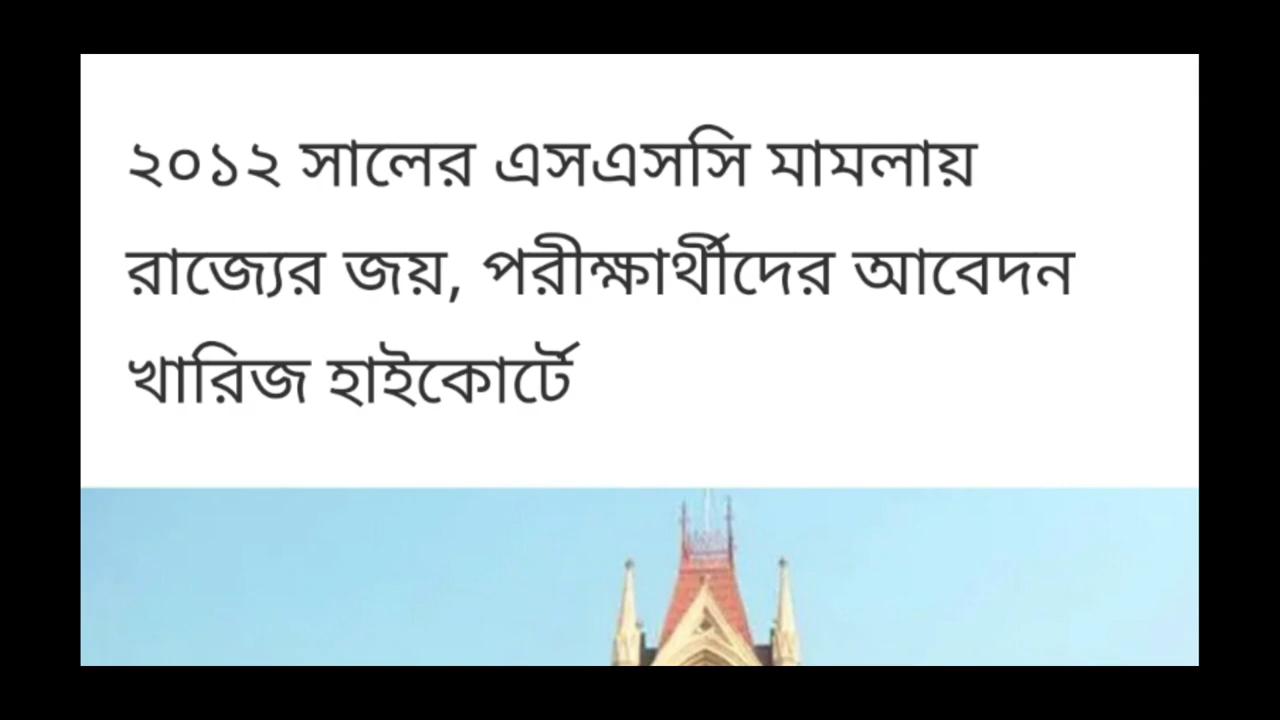 ২০১২ সালের এসএসসি মামলায়
রাজ্যের জয়, পরীক্ষার্থীদের আবেদন
খারিজ হাইকোর্টে